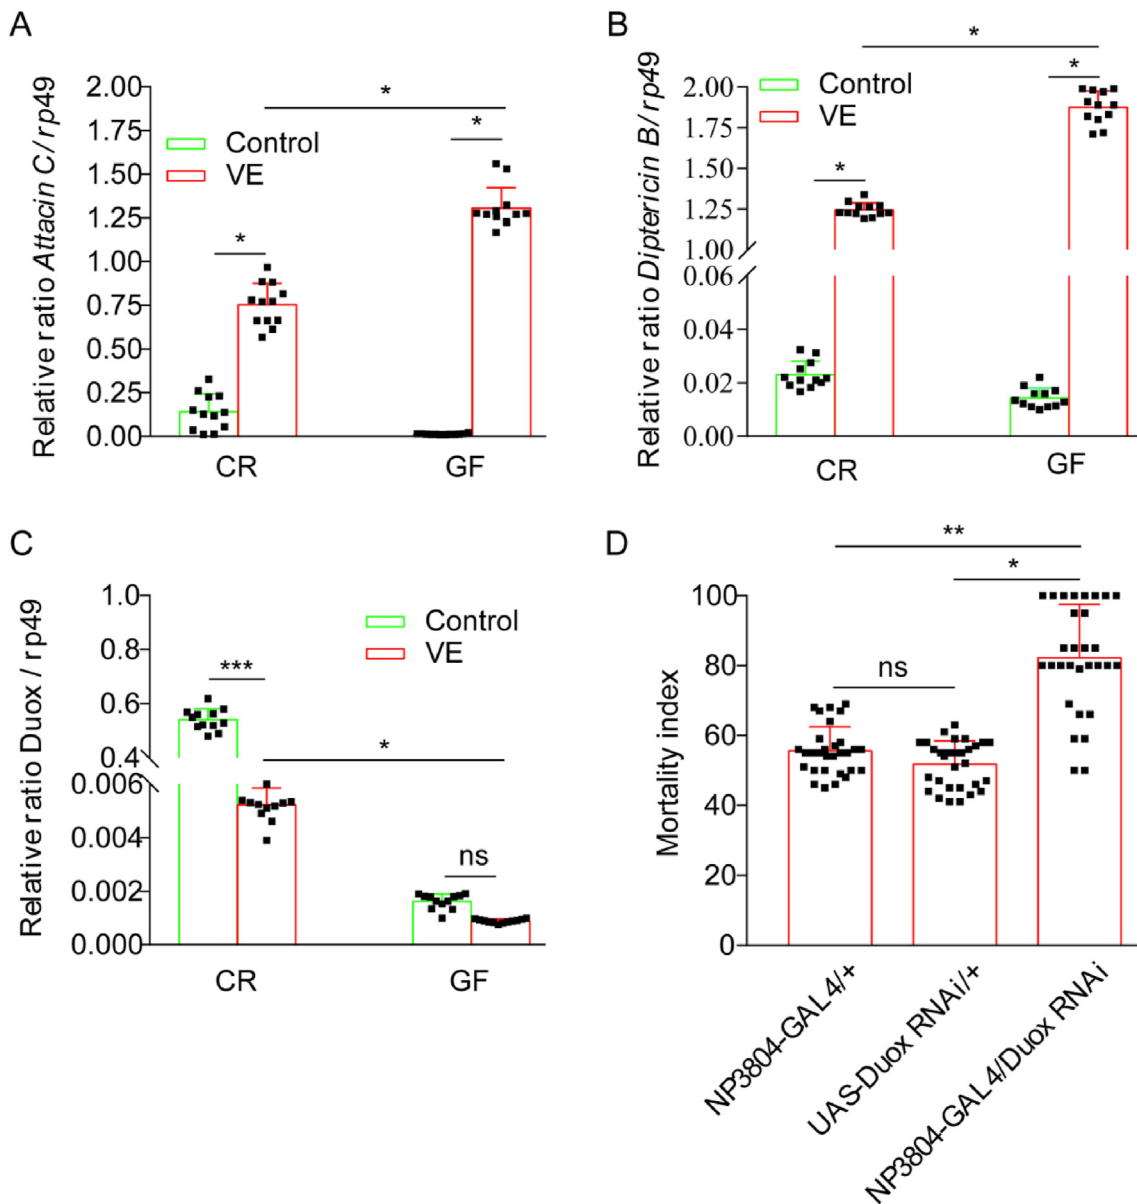 A
*
Relative ratio Attacin C/rp49
2.00
1.75
1.50
1.25
1.00
0.75
0.50
0.25
0.00
Control
VE
*
*
CR
GF
B
*
Relative ratio Diptericin B/rp49
2.00
1.75
1.50
1.25
1.00
0.06
0.04
0.02
0.00
Control
VE
*
*
CR
GF
C
Relative ratio Duox / rp49
1.0
0.8
0.6
0.4
0.006
0.004
0.002
0.000
Control
VE
***
*
ns
CR
GF
D
**
*
ns
Mortality index
100
80
60
40
20
0
NP3804-GAL4/+
UAS-Duox RNAi/+
NP3804-GAL4/Duox RNAi